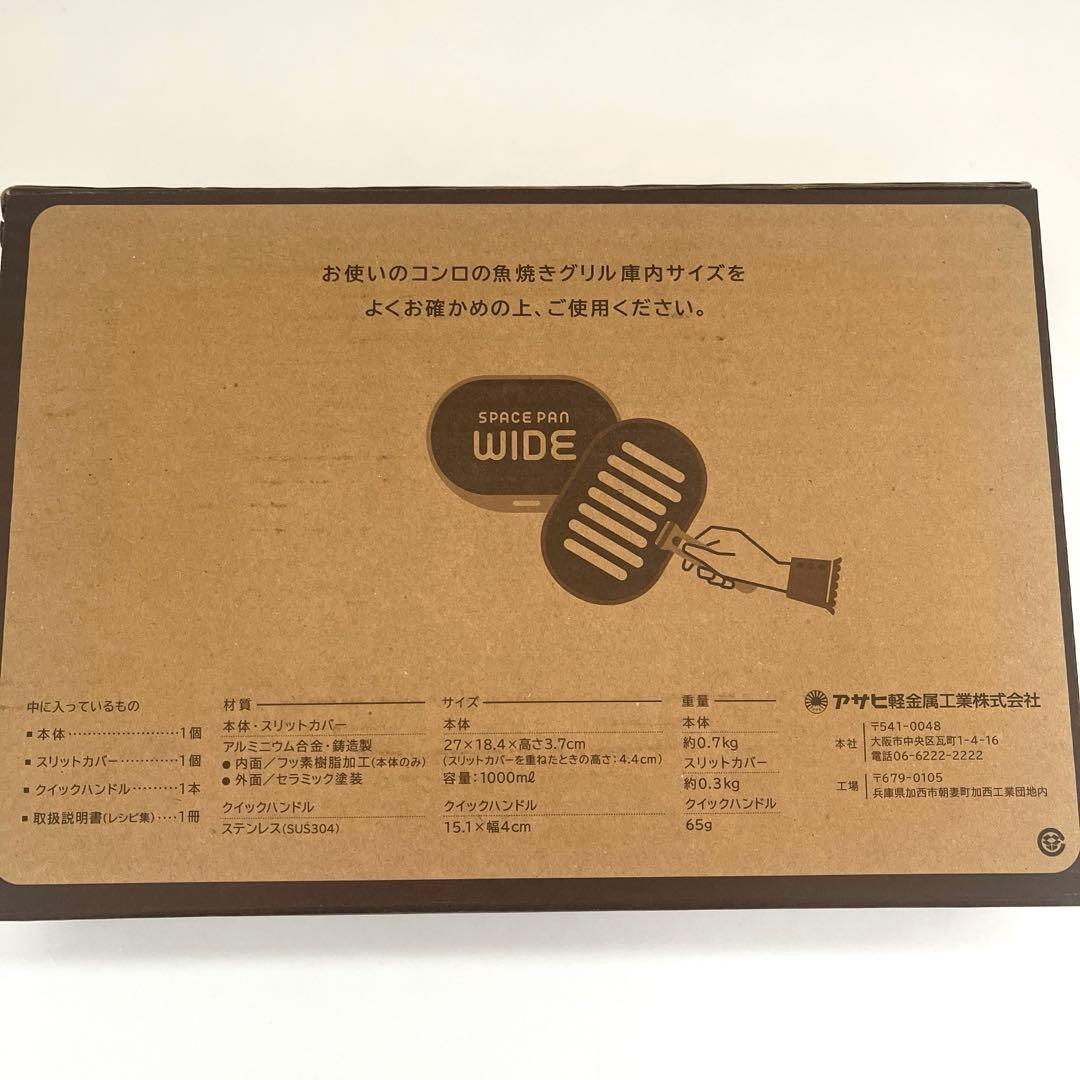 お使いのコンロの魚焼きグリル庫内サイズを
よくお確かめの上、ご使用ください。
SPACE PAN
WIDE
中に入っているもの
■本体……………………1個
■スリットカバー…………1個
■クイックハンドル………1本
■取扱説明書(レシピ集)‥‥1冊
材質
本体・スリットカバー
アルミニウム合金・鋳造製
●内面／フッ素樹脂加工(本体のみ)
●外面／セラミック塗装
クイックハンドル
ステンレス(SUS304)
サイズ
本体
27×18.4×高さ3.7cm
(スリットカバーを重ねたときの高さ：4.4cm)
容量：1000mℓ
クイックハンドル
15.1×幅4cm
重量
本体
約0.7kg
スリットカバー
約0.3kg
クイックハンドル
65g
アサヒ軽金属工業株式会社
本社
〒541-0048
大阪市中央区瓦町1-4-16
電話06-6222-2222
工場
〒679-0105
兵庫県加西市朝妻町加西工業団地内